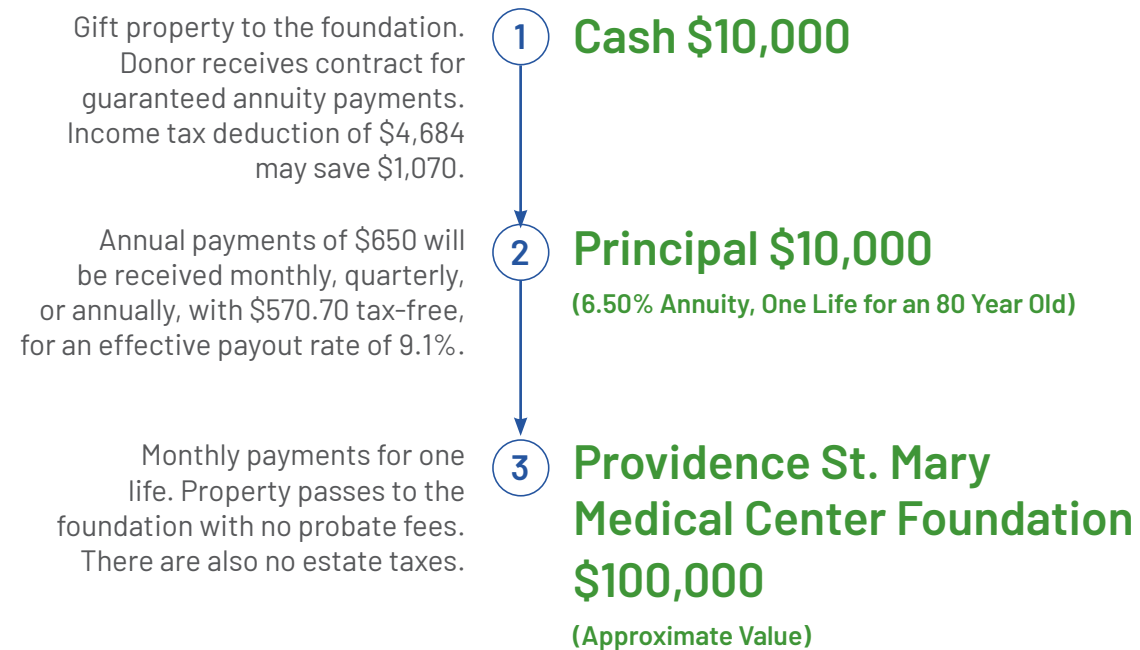 Gift property to the foundation.
Donor receives contract for
guaranteed annuity payments.
Income tax deduction of $4,684
may save $1,070.
1
Cash $10,000
Annual payments of $650 will
be received monthly, quarterly,
or annually, with $570.70 tax-free,
for an effective payout rate of 9.1%.
2
Principal $10,000
(6.50% Annuity, One Life for an 80 Year Old)
Monthly payments for one
life. Property passes to the
foundation with no probate fees.
There are also no estate taxes.
3
Providence St. Mary
Medical Center Foundation
$100,000
(Approximate Value)